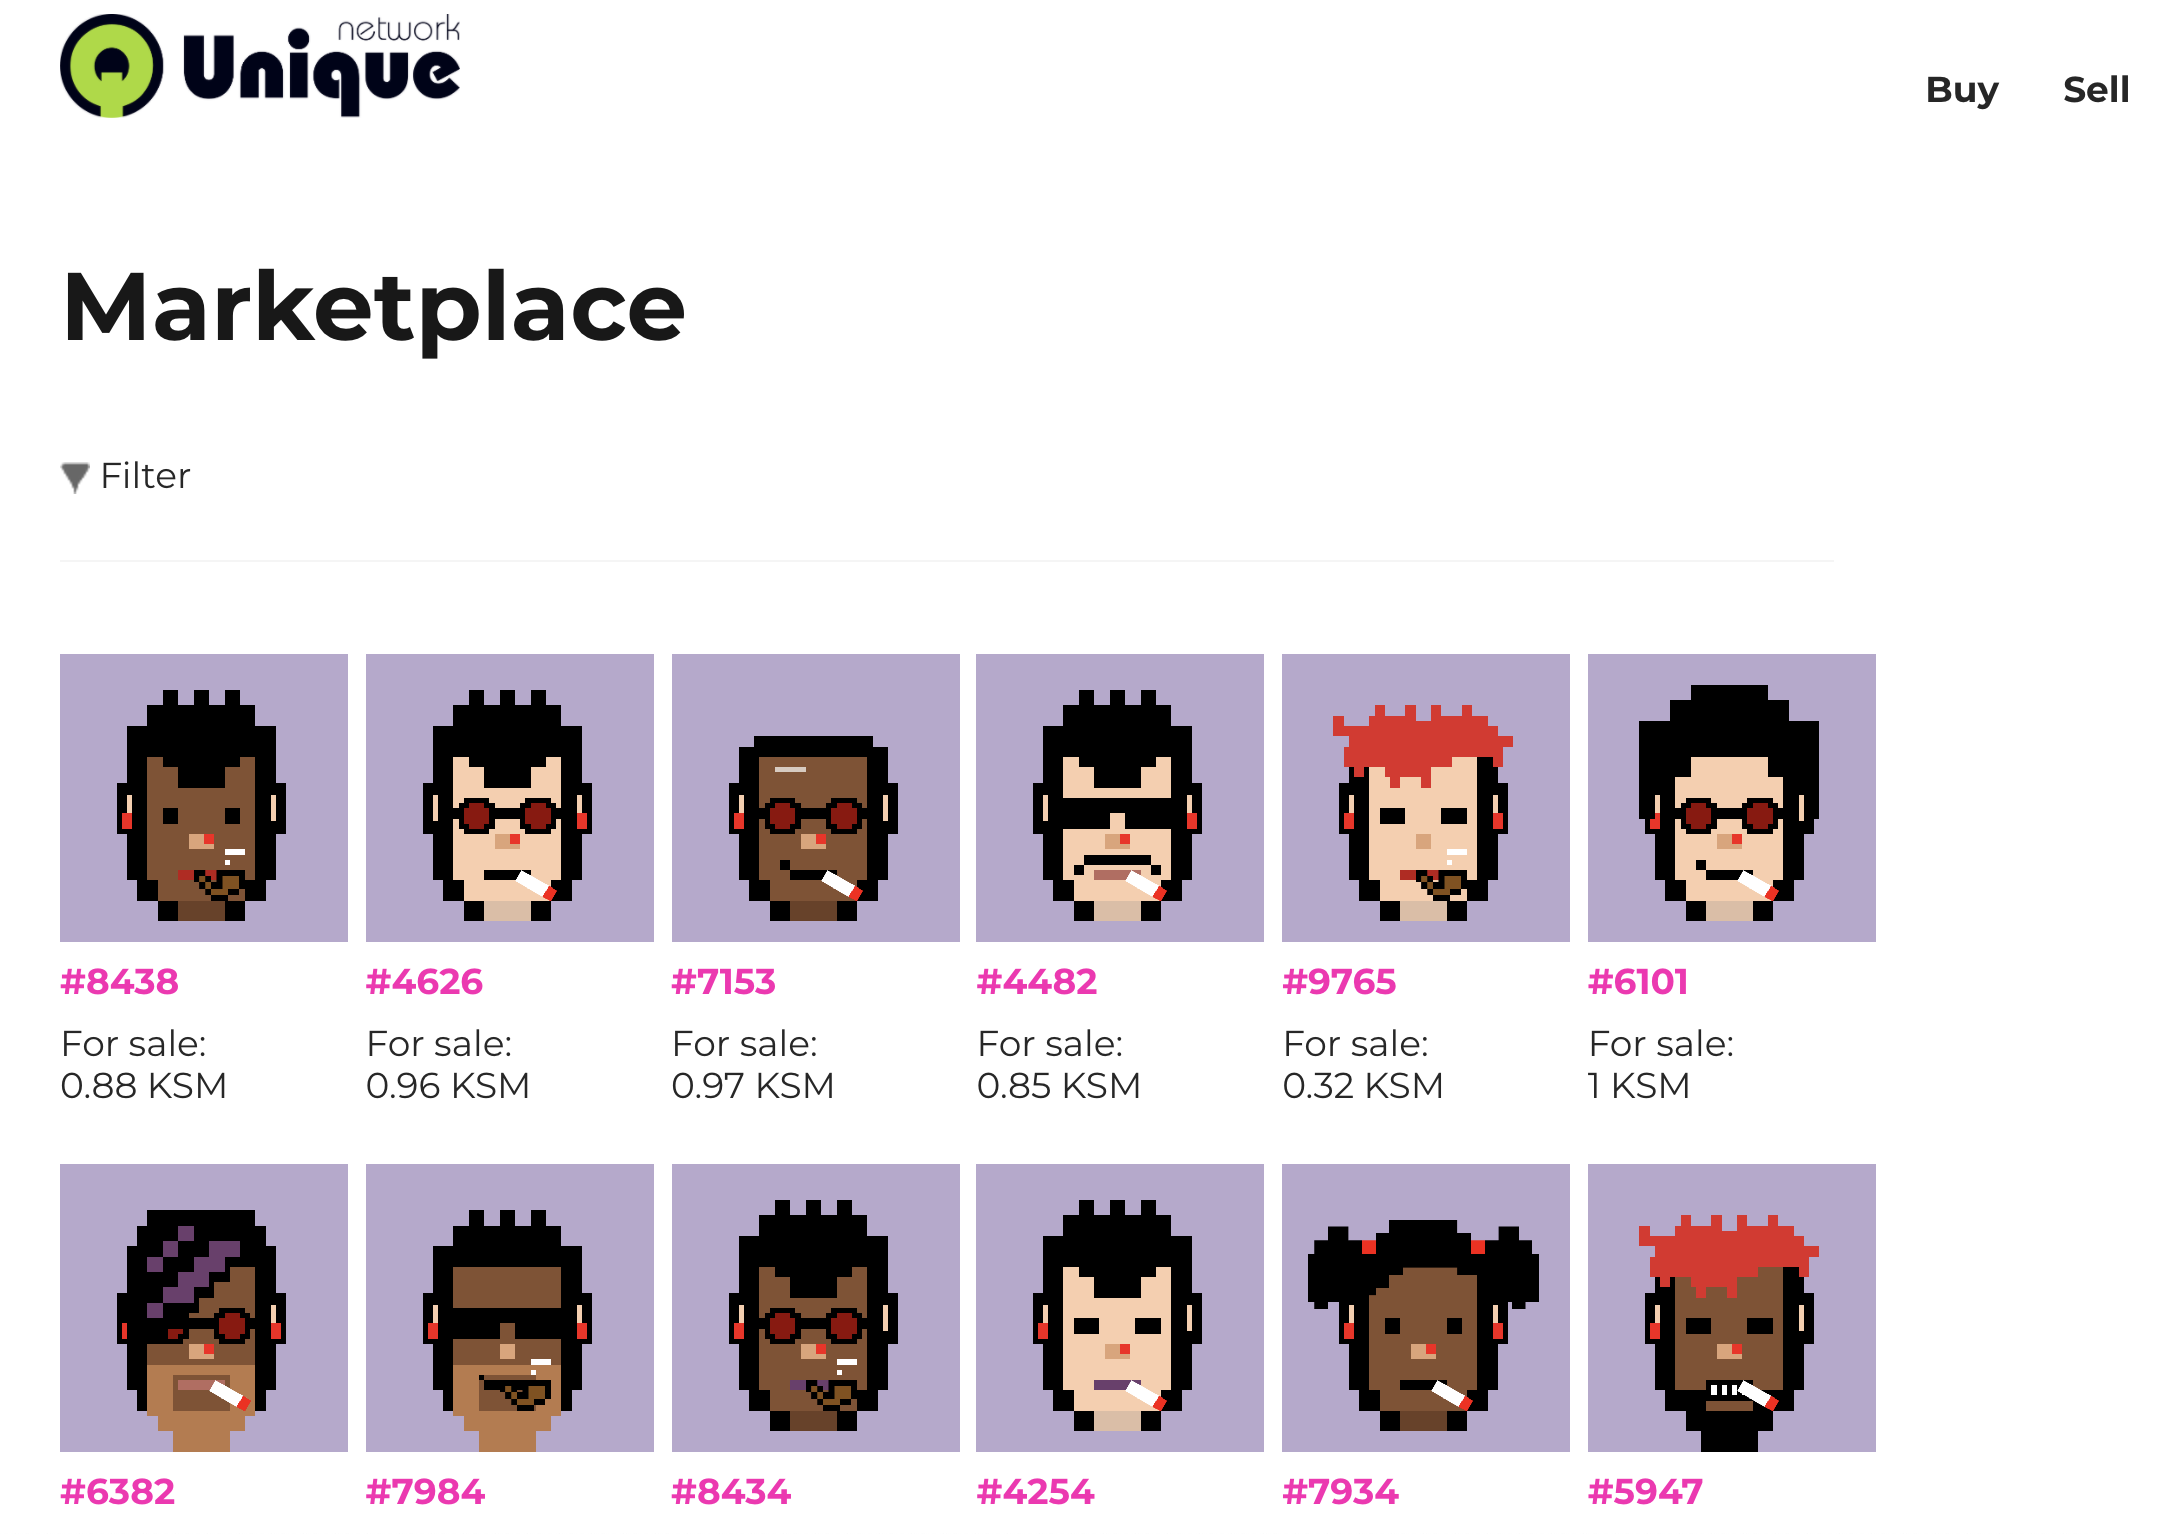 network
Unique
Buy Sell
Marketplace
Filter
#8438 #4626 #7153 #4482 #9765 #6101
For sale: For sale: For sale: For sale: For sale: For sale:
0.88 KSM 0.96 KSM 0.97 KSM 0.85 KSM 0.32 KSM 1 KSM
#6382 #7984 #8434 #4254 #7934 #5947